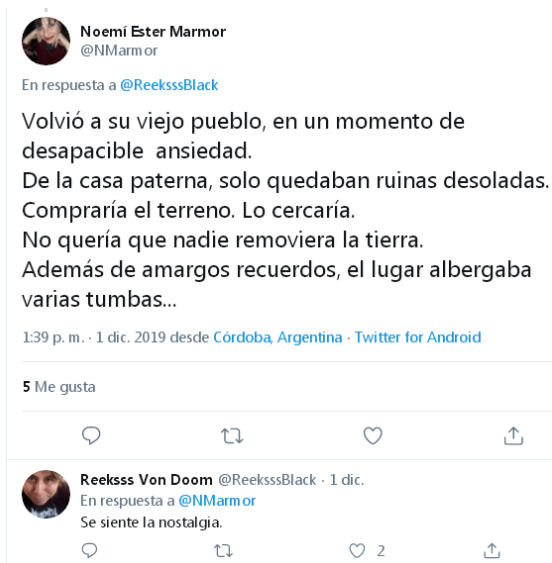 Noemí Ester Marmor
@NMarmor
En respuesta a @ReeksssBlack
Volvió a su viejo pueblo, en un momento de
desapacible ansiedad.
De la casa paterna, solo quedaban ruinas desoladas.
Compraría el terreno. Lo cercaría.
No quería que nadie removiera la tierra.
Además de amargos recuerdos, el lugar albergaba
varias tumbas...
1:39 p. m. · 1 dic. 2019 desde Córdoba, Argentina · Twitter for Android
5 Me gusta
Reeksss Von Doom @ReeksssBlack · 1 dic.
En respuesta a @NMarmor
Se siente la nostalgia.
2